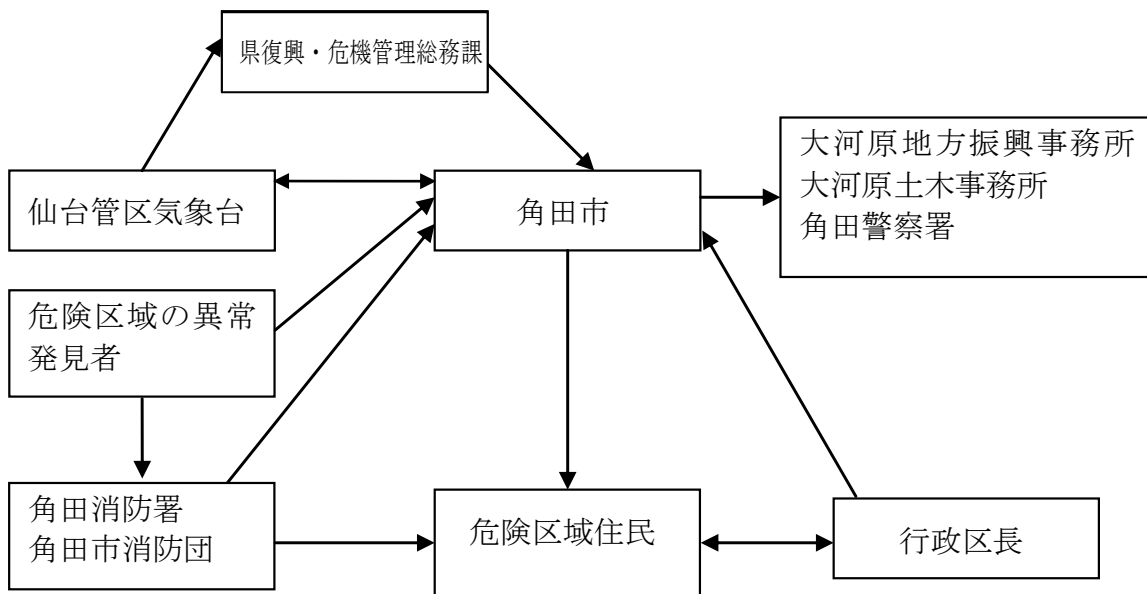 県復興・危機管理総務課
大河原地方振興事務所
大河原土木事務所
角田警察署
仙台管区気象台
角田市
危険区域の異常
発見者
角田消防署
角田市消防団
危険区域住民
行政区長